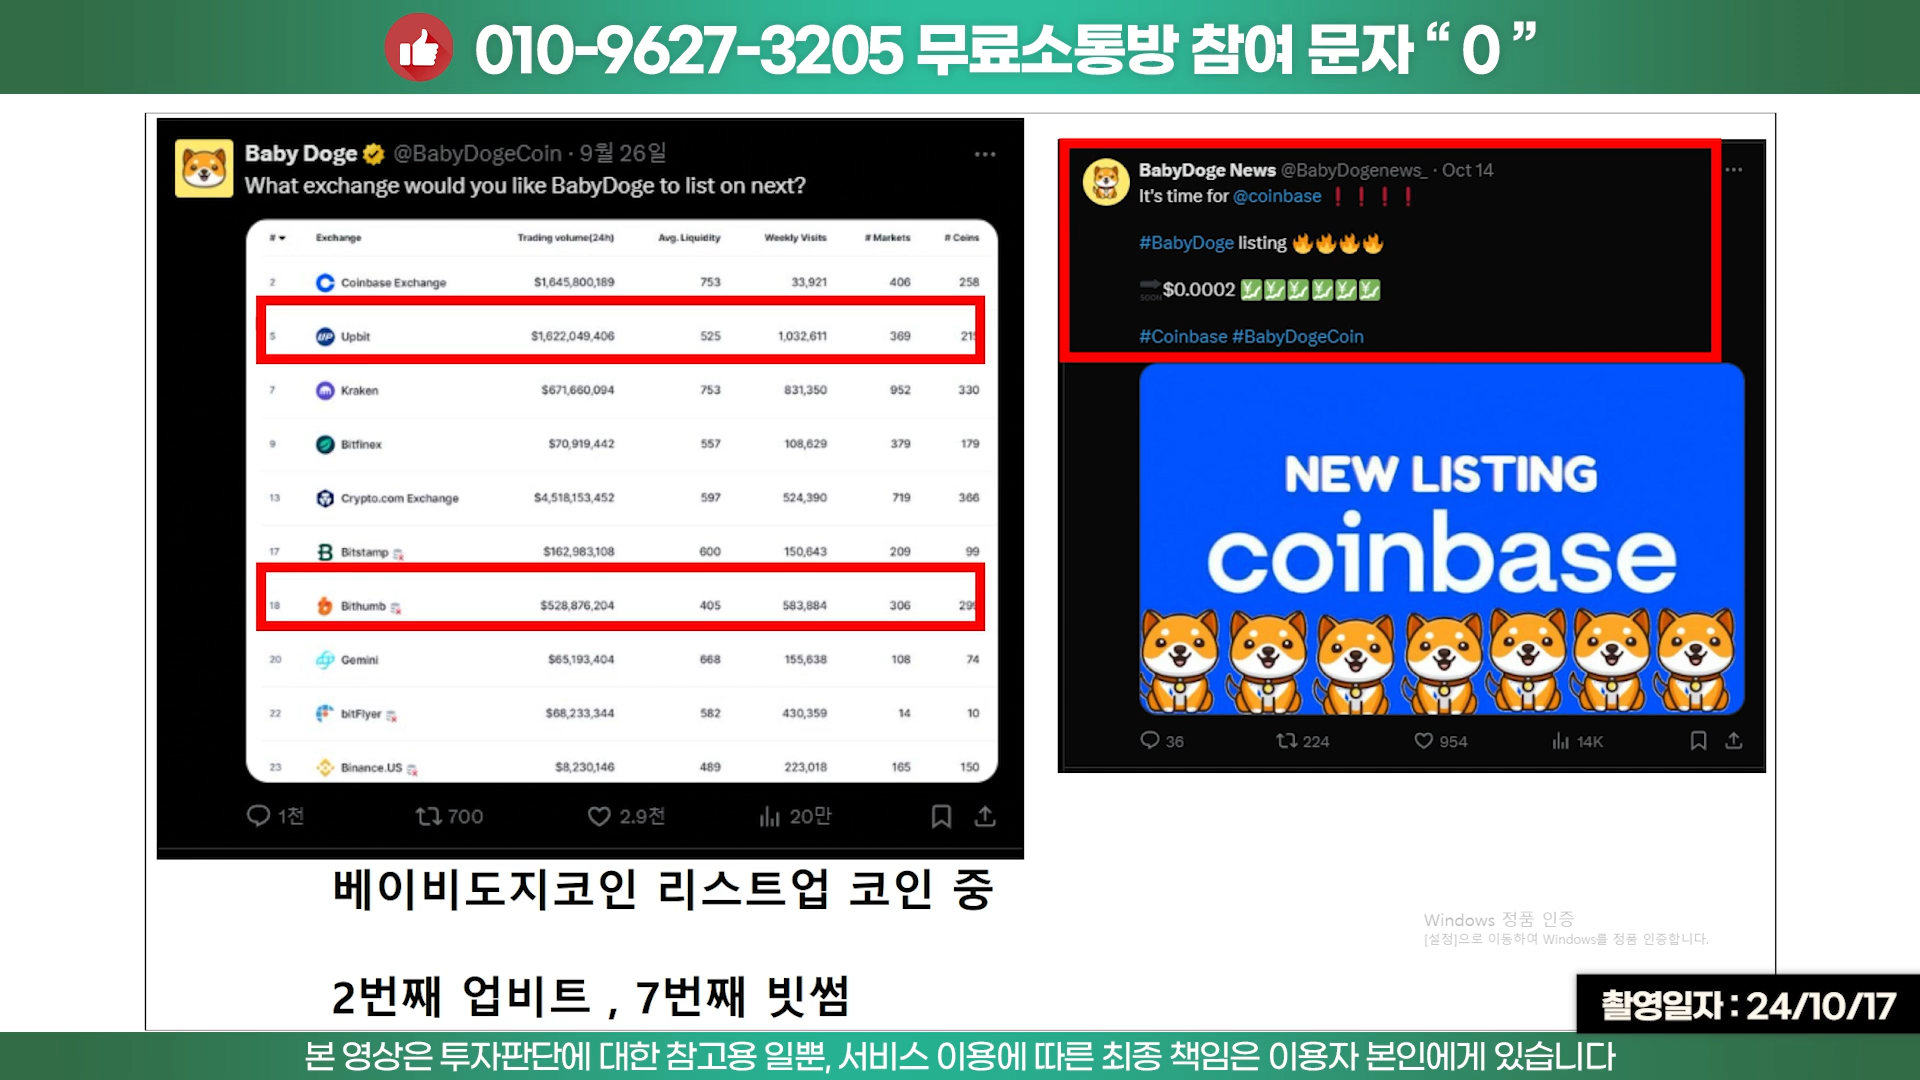 010-9627-3205 무료소통방 참여 문자 “ 0 ”
Baby Doge @BabyDogeCoin · 9월 26일
What exchange would you like BabyDoge to list on next?
# Exchange Trading volume(24h) Avg. Liquidity Weekly Visits # Markets # Coins
2 Coinbase Exchange $1,645,800,189 753 33,921 406 258
5 Upbit $1,622,049,406 525 1,032,611 369
7 Kraken $671,660,094 753 831,350 952 330
9 Bitfinex $70,919,442 557 108,629 379 179
13 Crypto.com Exchange $4,518,153,452 597 524,390 719 366
17 Bitstamp $162,983,108 600 150,643 209 99
18 Bithumb $528,876,204 405 583,884 306
20 Gemini $65,193,404 668 155,638 108 74
22 bitFlyer $68,233,344 582 430,359 14 10
23 Binance.US $8,230,146 489 223,018 165 150
1천 700 2.9천 20만
BabyDoge News @BabyDogenews_ · Oct 14
It's time for @coinbase ❗❗❗❗
#BabyDoge listing 🔥🔥🔥🔥
🔜$0.0002 💹💹💹💹💹💹
#Coinbase #BabyDogeCoin
NEW LISTING
coinbase
36 224 954 14K
베이비도지코인 리스트업 코인 중
2번째 업비트 , 7번째 빗썸
Windows 정품 인증
[설정]으로 이동하여 Windows를 정품 인증합니다.
촬영일자 : 24/10/17
본 영상은 투자판단에 대한 참고용 일뿐, 서비스 이용에 따른 최종 책임은 이용자 본인에게 있습니다